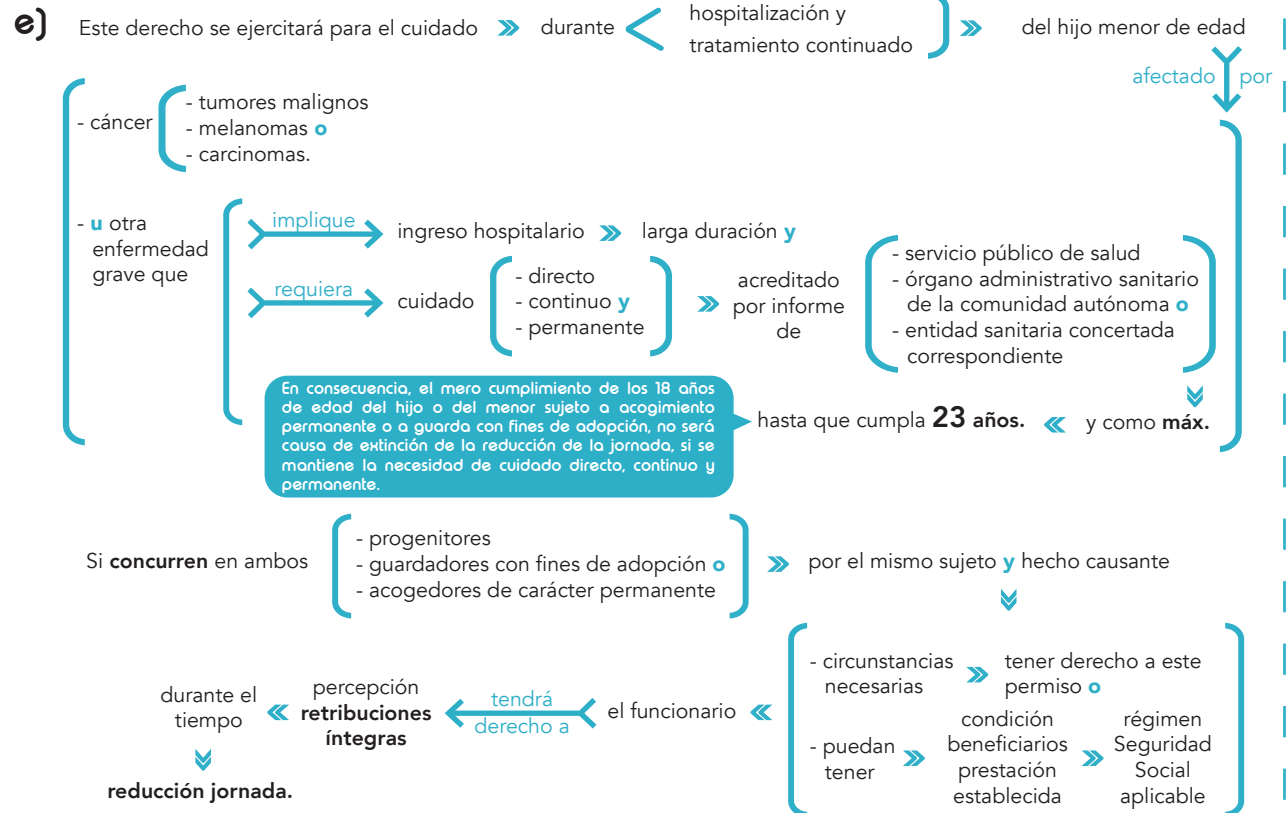 e) Este derecho se ejercitará para el cuidado » durante
hospitalización y
tratamiento continuado
» del hijo menor de edad
afectado por
- cáncer
- tumores malignos
- melanomas o
- carcinomas.
- u otra
enfermedad
grave que
implique
ingreso hospitalario » larga duración y
requiera
cuidado
- directo
- continuo y
- permanente
» acreditado
por informe
de
- servicio público de salud
- órgano administrativo sanitario
de la comunidad autónoma o
- entidad sanitaria concertada
correspondiente
y como máx.
« hasta que cumpla 23 años.
En consecuencia, el mero cumplimiento de los 18 años
de edad del hijo o del menor sujeto a acogimiento
permanente o a guarda con fines de adopción, no será
causa de extinción de la reducción de la jornada, si se
mantiene la necesidad de cuidado directo, continuo y
permanente.
Si concurren en ambos
- progenitores
- guardadores con fines de adopción o
- acogedores de carácter permanente
» por el mismo sujeto y hecho causante
- circunstancias
necesarias
» tener derecho a este
permiso o
- puedan
tener
» condición
beneficiarios
prestación
establecida
» régimen
Seguridad
Social
aplicable
« el funcionario
tendrá
derecho a
percepción
retribuciones
íntegras
« durante el
tiempo
reducción jornada.